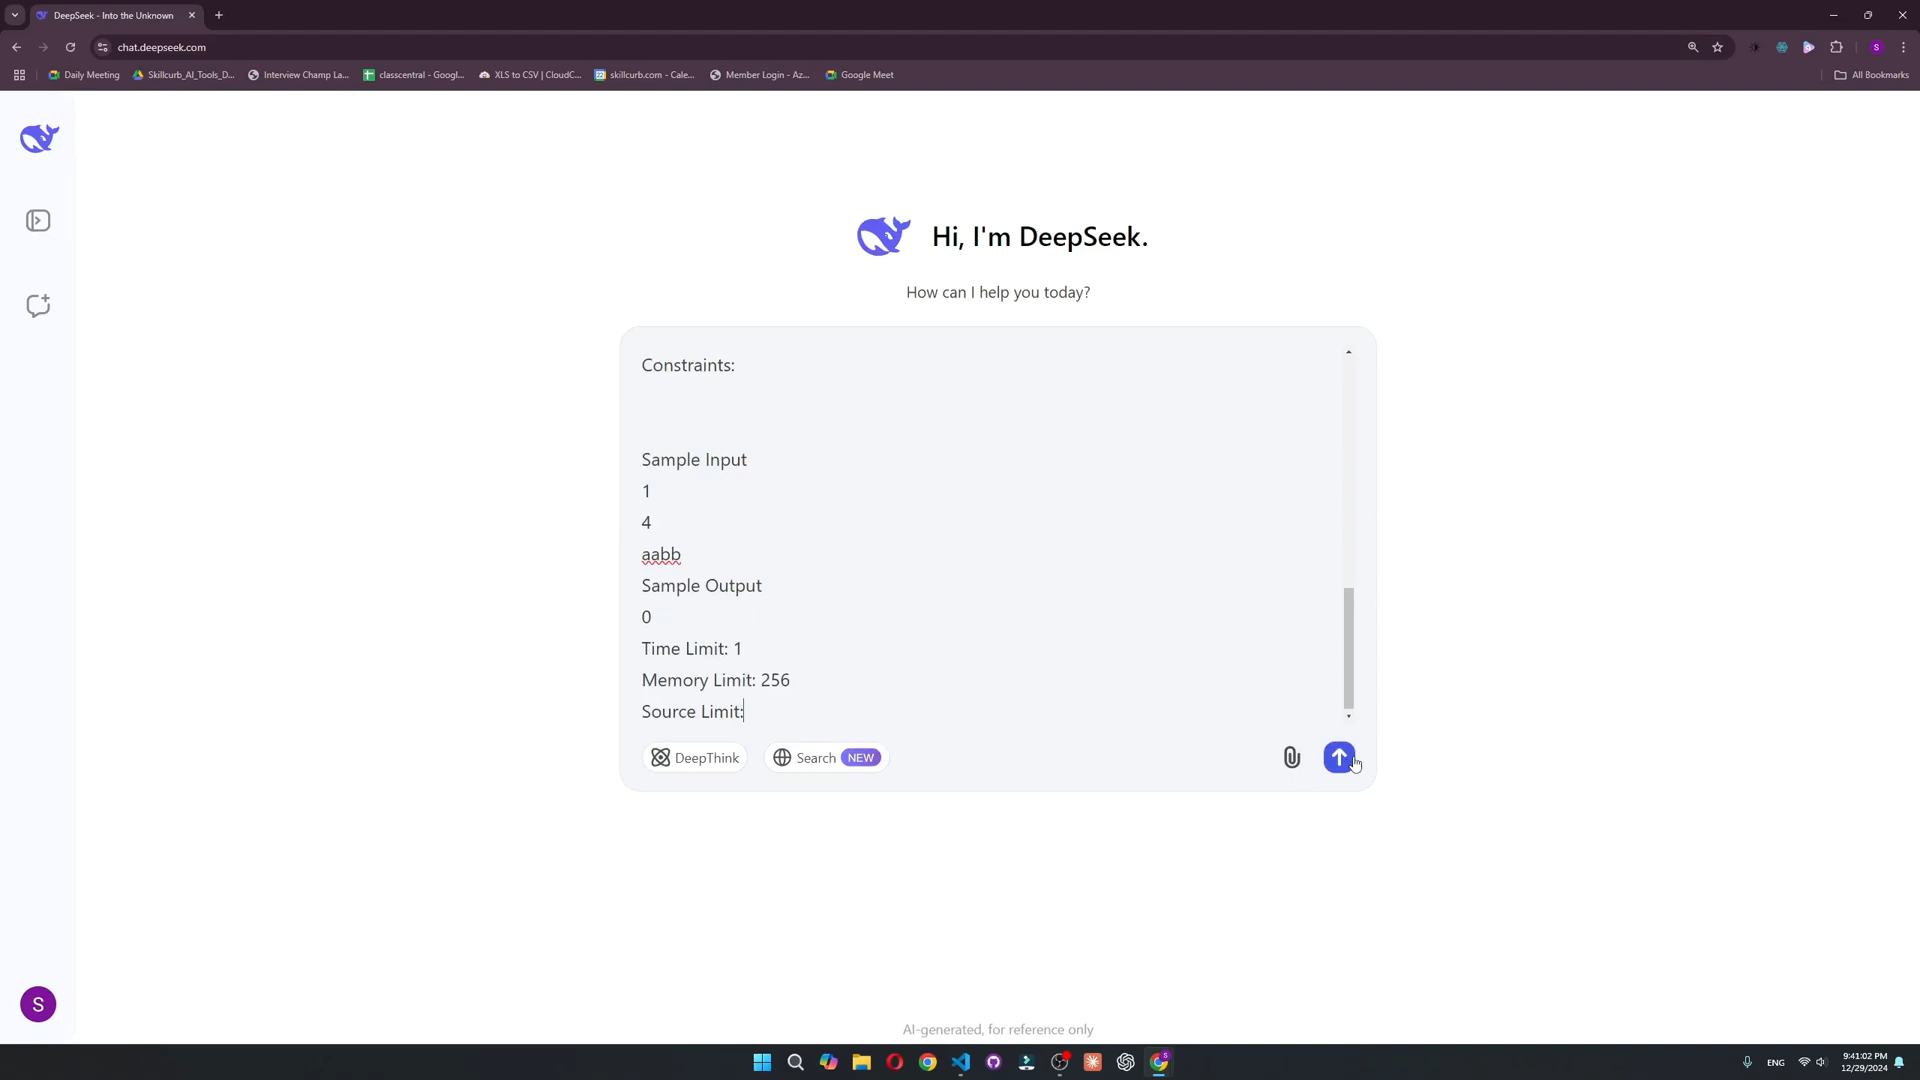 DeepSeek - Into the Unknown
chat.deepseek.com
Daily Meeting
Skillcurb_AI_Tools_D...
Interview Champ La...
classcentral - Googl...
XLS to CSV | CloudC...
skillcurb.com - Cale...
Member Login - Az...
Google Meet
All Bookmarks
S
Hi, I'm DeepSeek.
How can I help you today?
Constraints:
Sample Input
1
4
aabb
Sample Output
0
Time Limit: 1
Memory Limit: 256
Source Limit:
DeepThink
Search NEW
S
AI-generated, for reference only
ENG
9:41:02 PM
12/29/2024